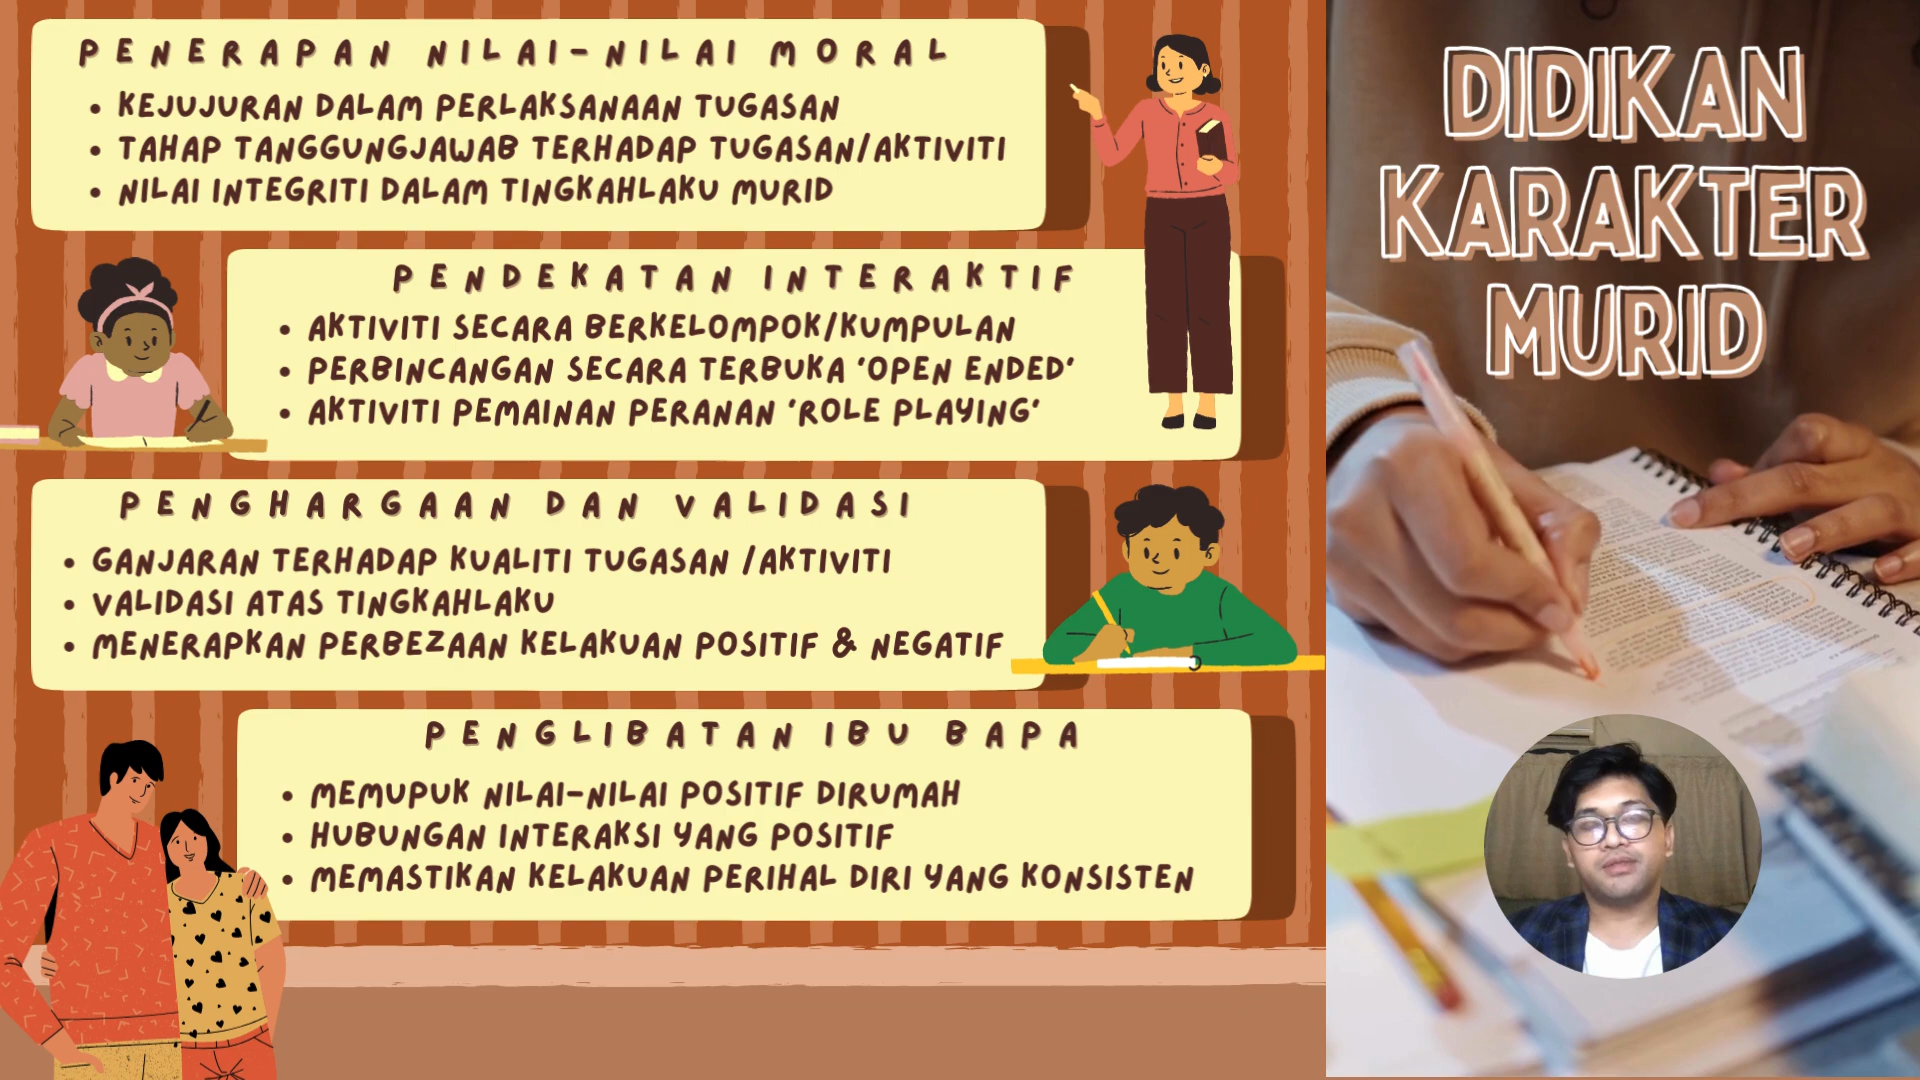 PENERAPAN NILAI-NILAI MORAL
• KEJUJURAN DALAM PERLAKSANAAN TUGASAN
• TAHAP TANGGUNGJAWAB TERHADAP TUGASAN/AKTIVITI
• NILAI INTEGRITI DALAM TINGKAHLAKU MURID
PENDEKATAN INTERAKTIF
• AKTIVITI SECARA BERKELOMPOK/KUMPULAN
• PERBINCANGAN SECARA TERBUKA 'OPEN ENDED'
• AKTIVITI PEMAINAN PERANAN 'ROLE PLAYING'
PENGHARGAAN DAN VALIDASI
• GANJARAN TERHADAP KUALITI TUGASAN /AKTIVITI
• VALIDASI ATAS TINGKAHLAKU
• MENERAPKAN PERBEZAAN KELAKUAN POSITIF & NEGATIF
PENGLIBATAN IBU BAPA
• MEMUPUK NILAI-NILAI POSITIF DIRUMAH
• HUBUNGAN INTERAKSI YANG POSITIF
• MEMASTIKAN KELAKUAN PERIHAL DIRI YANG KONSISTEN
DIDIKAN
KARAKTER
MURID